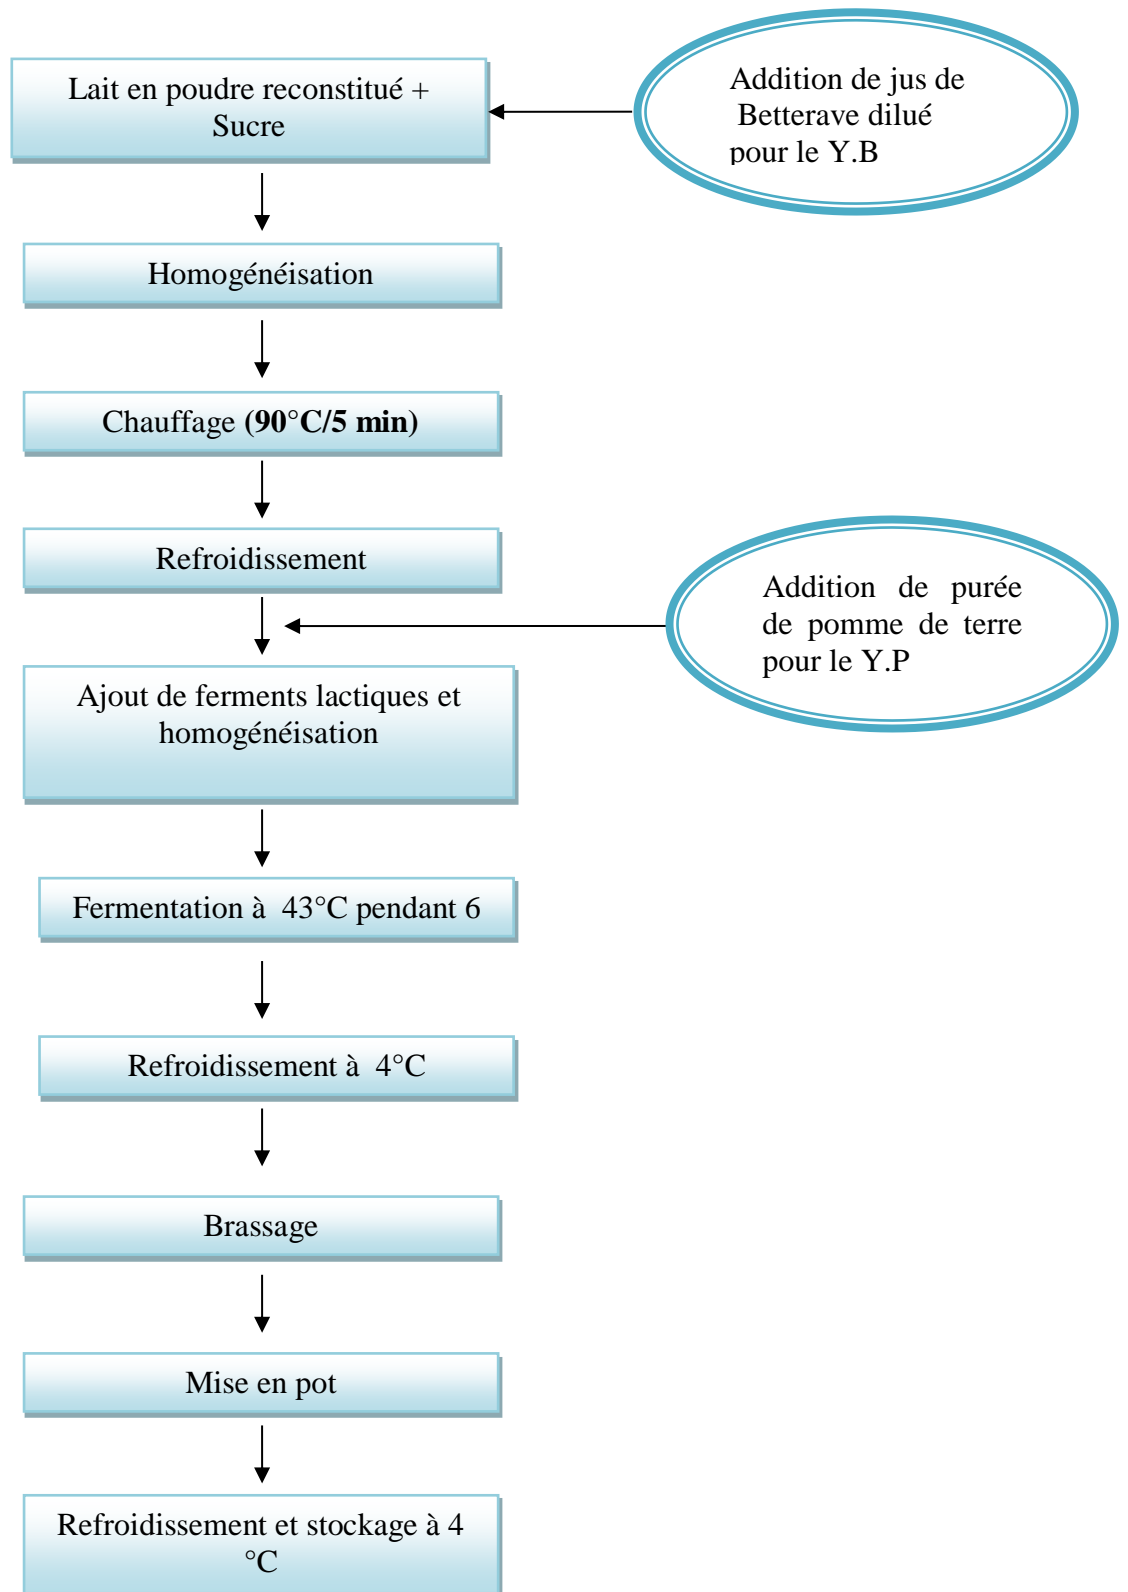 Lait en poudre reconstitué +
Sucre
Addition de jus de
Betterave dilué
pour le Y.B
Homogénéisation
Chauffage (90°C/5 min)
Refroidissement
Addition de purée
de pomme de terre
pour le Y.P
Ajout de ferments lactiques et
homogénéisation
Fermentation à 43°C pendant 6
Refroidissement à 4°C
Brassage
Mise en pot
Refroidissement et stockage à 4
°C